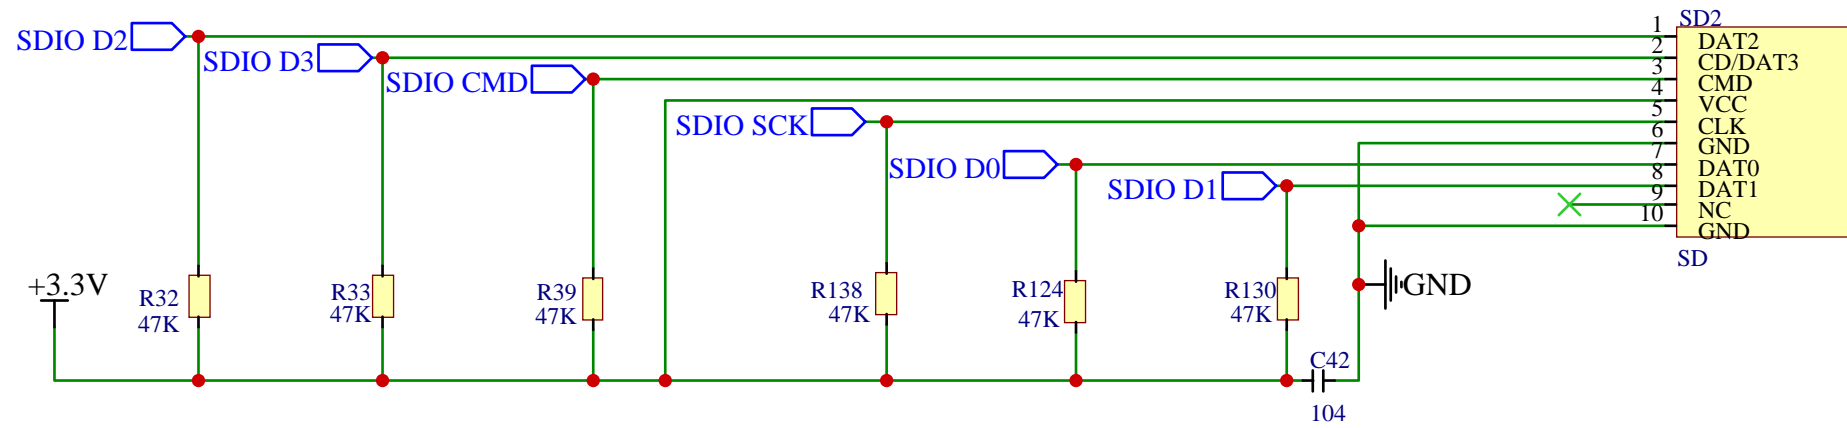 SDIO D2
SDIO D3
SDIO CMD
SDIO SCK
SDIO D0
SDIO D1
SD2
1
DAT2
2
CD/DAT3
3
CMD
4
VCC
5
CLK
6
GND
7
DAT0
8
DAT1
9
NC
10
GND
SD
+3.3V
R32
47K
R33
47K
R39
47K
R138
47K
R124
47K
R130
47K
GND
C42
104